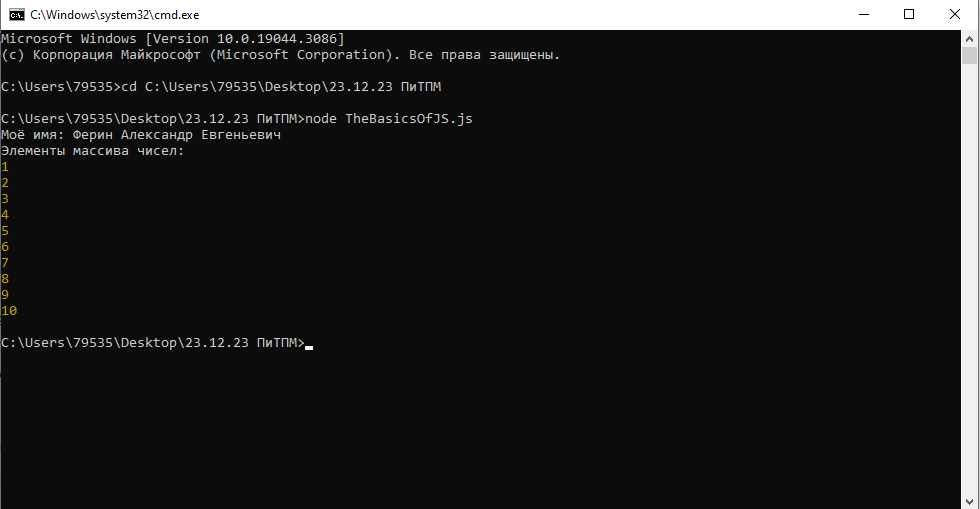 C:\Windows\system32\cmd.exe
Microsoft Windows [Version 10.0.19044.3086]
(c) Корпорация Майкрософт (Microsoft Corporation). Все права защищены.
C:\Users\79535>cd C:\Users\79535\Desktop\23.12.23 ПиТПМ
C:\Users\79535\Desktop\23.12.23 ПиТПМ>node TheBasicsOfJS.js
Моё имя: Ферин Александр Евгеньевич
Элементы массива чисел:
1
2
3
4
5
6
7
8
9
10
C:\Users\79535\Desktop\23.12.23 ПиТПМ>